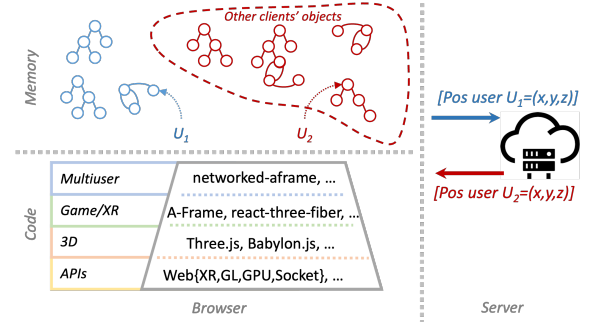 Other clients' objects
Memory
U1
U2
[Pos user U1=(x,y,z)]
[Pos user U2=(x,y,z)]
Code
Multiuser
networked-aframe, ...
Game/XR
A-Frame, react-three-fiber, ...
3D
Three.js, Babylon.js, ...
APIs
Web{XR,GL,GPU,Socket}, ...
Browser
Server